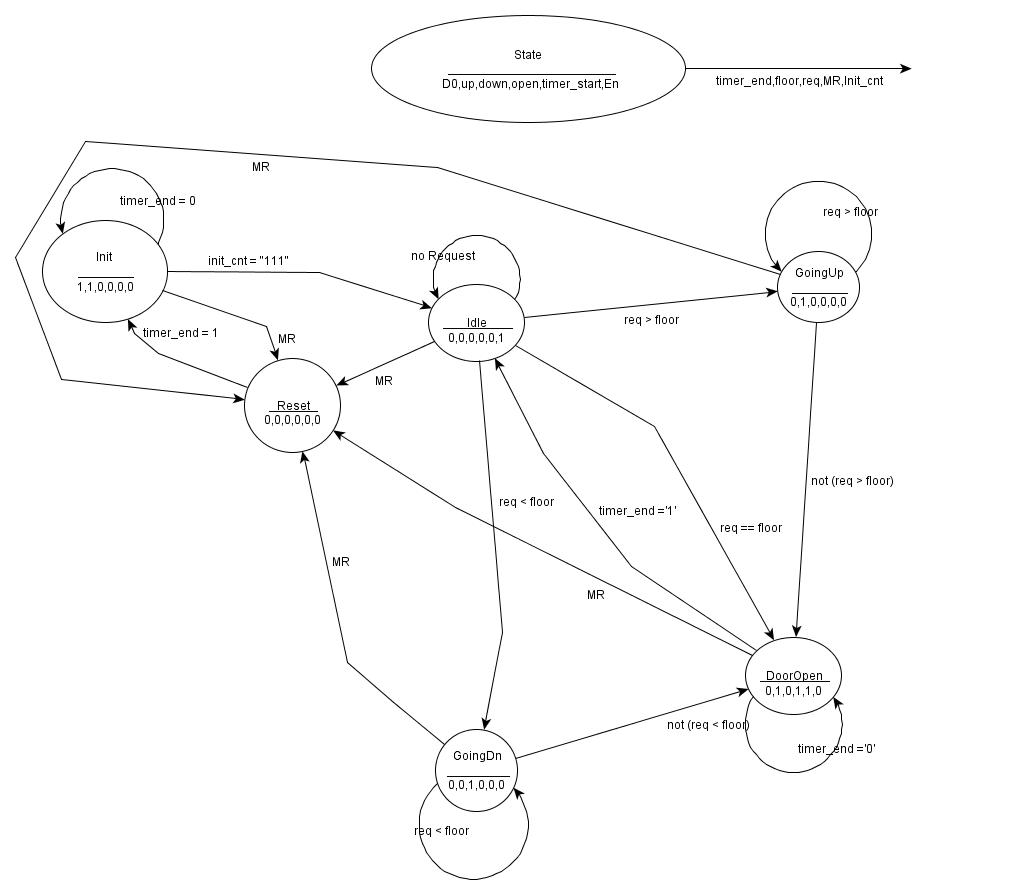 State
D0,up,down,open,timer_start,En
timer_end,floor,req,MR,Init_cnt
MR
timer_end = 0
Init
1,1,0,0,0,0
init_cnt= "111"
no Request
req > floor
GoingUp
0,1,0,0,0,0
Idle
0,0,0,0,0,1
req > floor
timer_end = 1
MR
MR
Reset
0,0,0,0,0,0
not (req > floor)
req < floor
timer_end ='1'
req == floor
MR
MR
DoorOpen
0,1,0,1,1,0
not (req < floor)
timer_end ='0'
GoingDn
0,0,1,0,0,0
req < floor